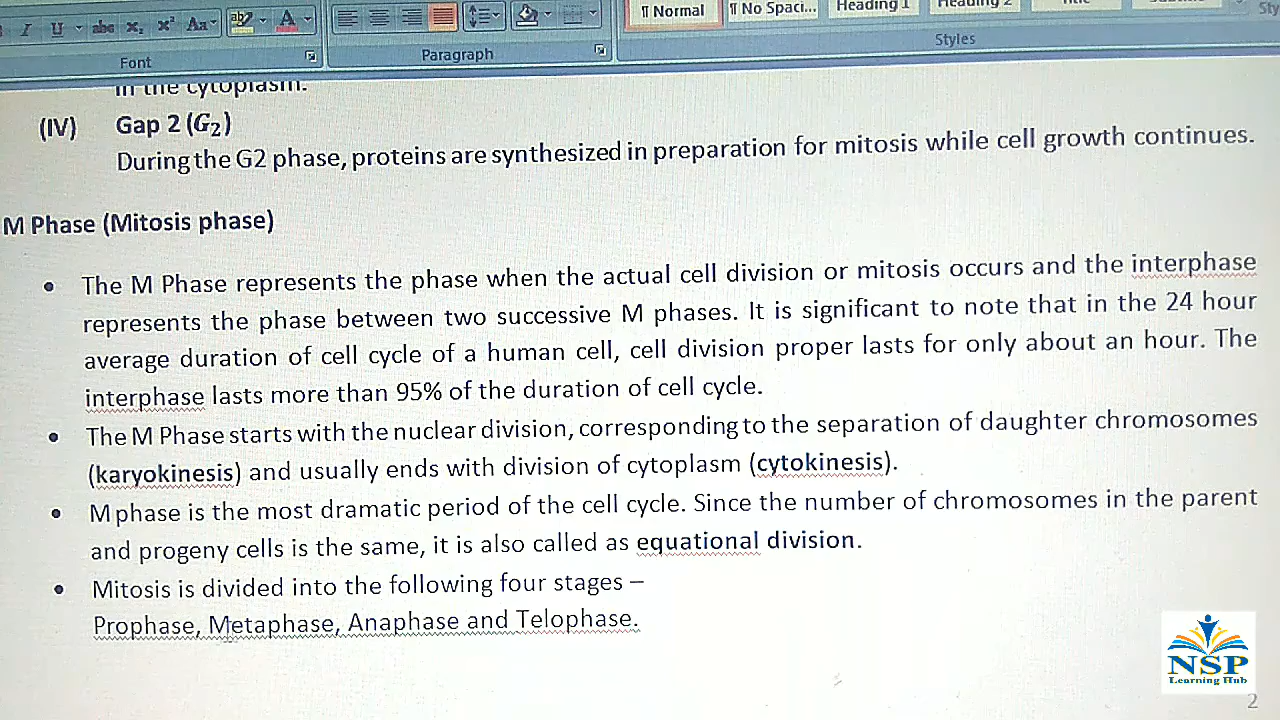 I U abc x₂ x² Aa ab A
¶ Normal ¶ No Spaci... Heading 1 Heading 2 Title
Font Paragraph Styles
in the cytoplasm.
(IV) Gap 2 (G₂)
During the G2 phase, proteins are synthesized in preparation for mitosis while cell growth continues.
M Phase (Mitosis phase)
• The M Phase represents the phase when the actual cell division or mitosis occurs and the interphase
represents the phase between two successive M phases. It is significant to note that in the 24 hour
average duration of cell cycle of a human cell, cell division proper lasts for only about an hour. The
interphase lasts more than 95% of the duration of cell cycle.
• The M Phase starts with the nuclear division, corresponding to the separation of daughter chromosomes
(karyokinesis) and usually ends with division of cytoplasm (cytokinesis).
• M phase is the most dramatic period of the cell cycle. Since the number of chromosomes in the parent
and progeny cells is the same, it is also called as equational division.
• Mitosis is divided into the following four stages –
Prophase, Metaphase, Anaphase and Telophase.
NSP
Learning Hub
2